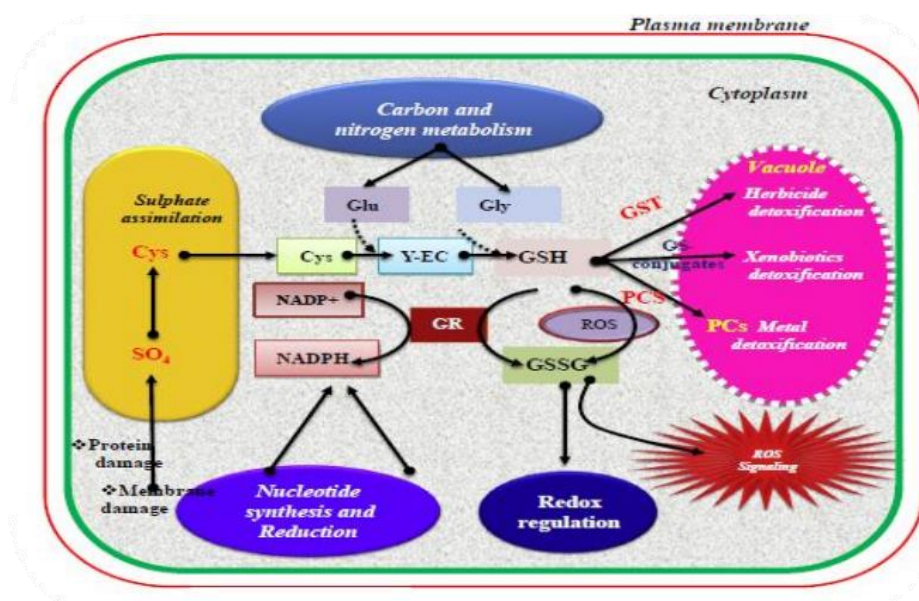 Plasma membrane
Cytoplasm
Carbon and
nitrogen metabolism
Vacuole
Sulphate
assimilation
Glu
Gly
GST
Herbicide
detoxification
Cys
Cys
Y-EC
GSH
GS-
conjugates
Xenobiotics
detoxification
NADP+
GR
PCS
ROS
PCs Metal
detoxification
SO₄
NADPH
GSSG
❖Protein
damage
❖Membrane
damage
ROS
Signaling
Nucleotide
synthesis and
Reduction
Redox
regulation